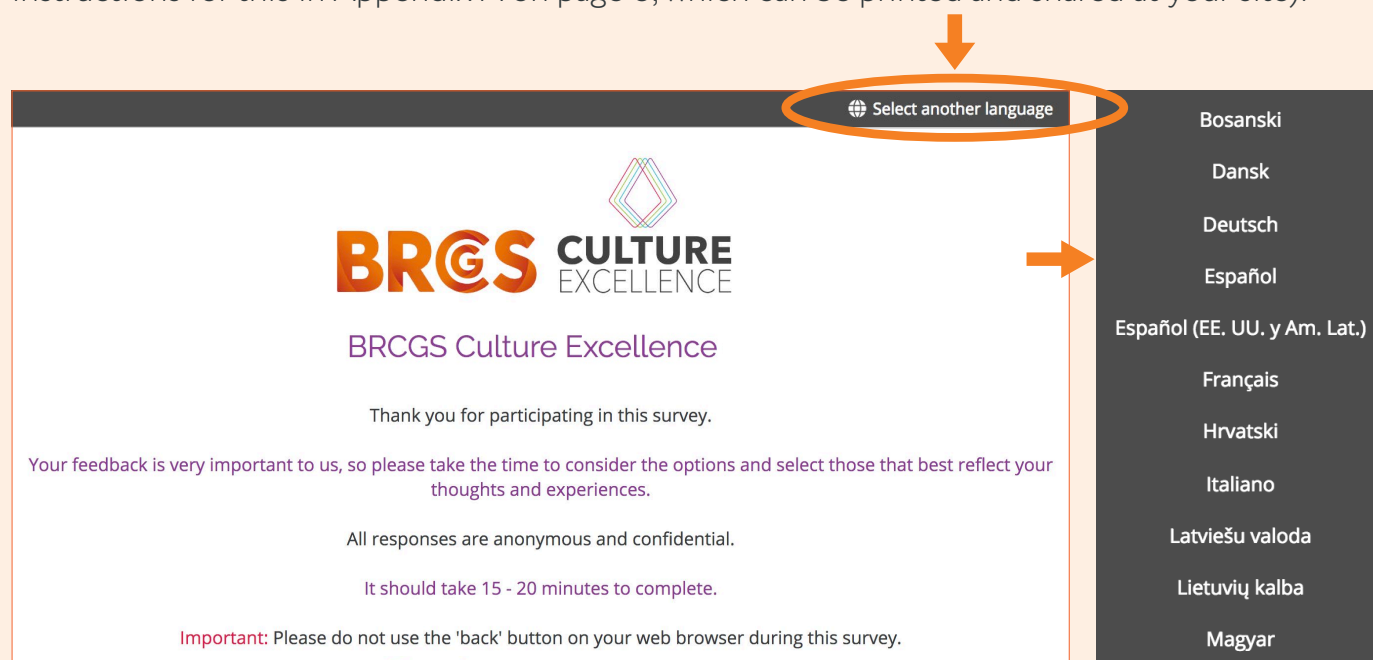 Select another language
BRCGS CULTURE
EXCELLENCE
BRCGS Culture Excellence
Thank you for participating in this survey.
Your feedback is very important to us, so please take the time to consider the options and select those that best reflect your
thoughts and experiences.
All responses are anonymous and confidential.
It should take 15 - 20 minutes to complete.
Important: Please do not use the 'back' button on your web browser during this survey.
Bosanski
Dansk
Deutsch
Español
Español (EE. UU. y Am. Lat.)
Français
Hrvatski
Italiano
Latviešu valoda
Lietuvių kalba
Magyar